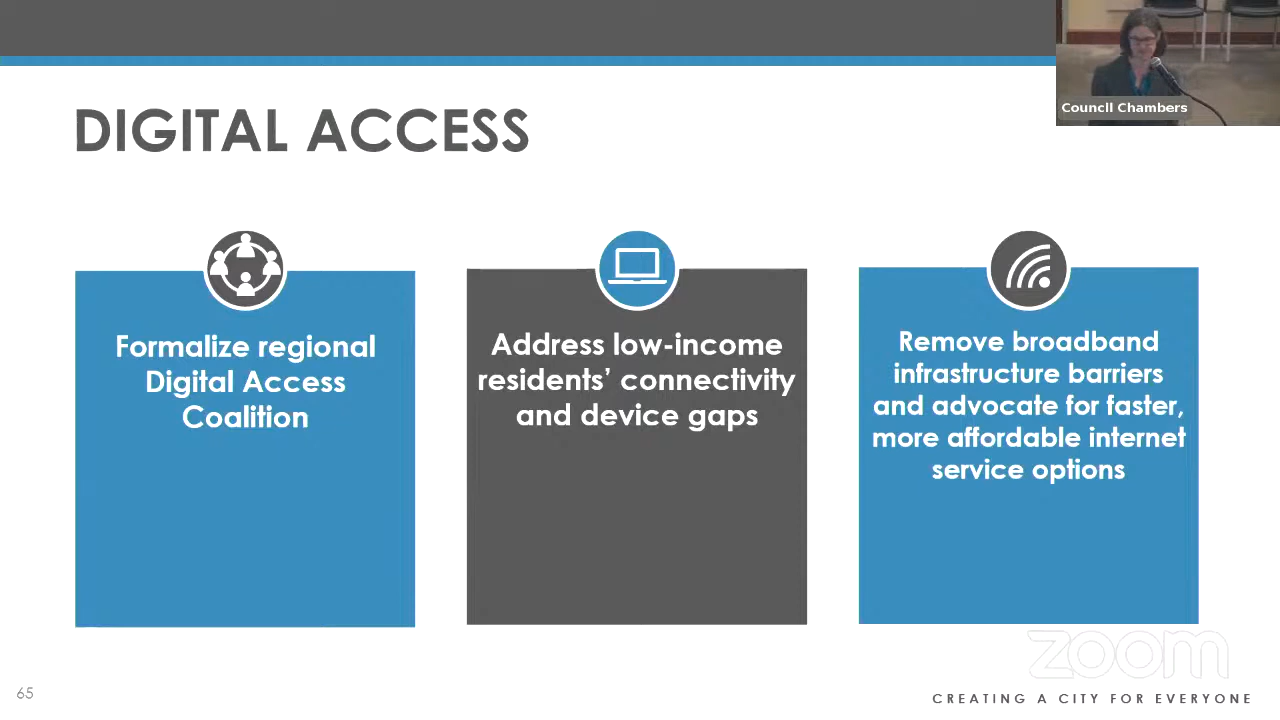 Council Chambers
DIGITAL ACCESS
Formalize regional
Digital Access
Coalition
Address low-income
residents’ connectivity
and device gaps
Remove broadband
infrastructure barriers
and advocate for faster,
more affordable internet
service options
zoom
65
CREATING A CITY FOR EVERYONE